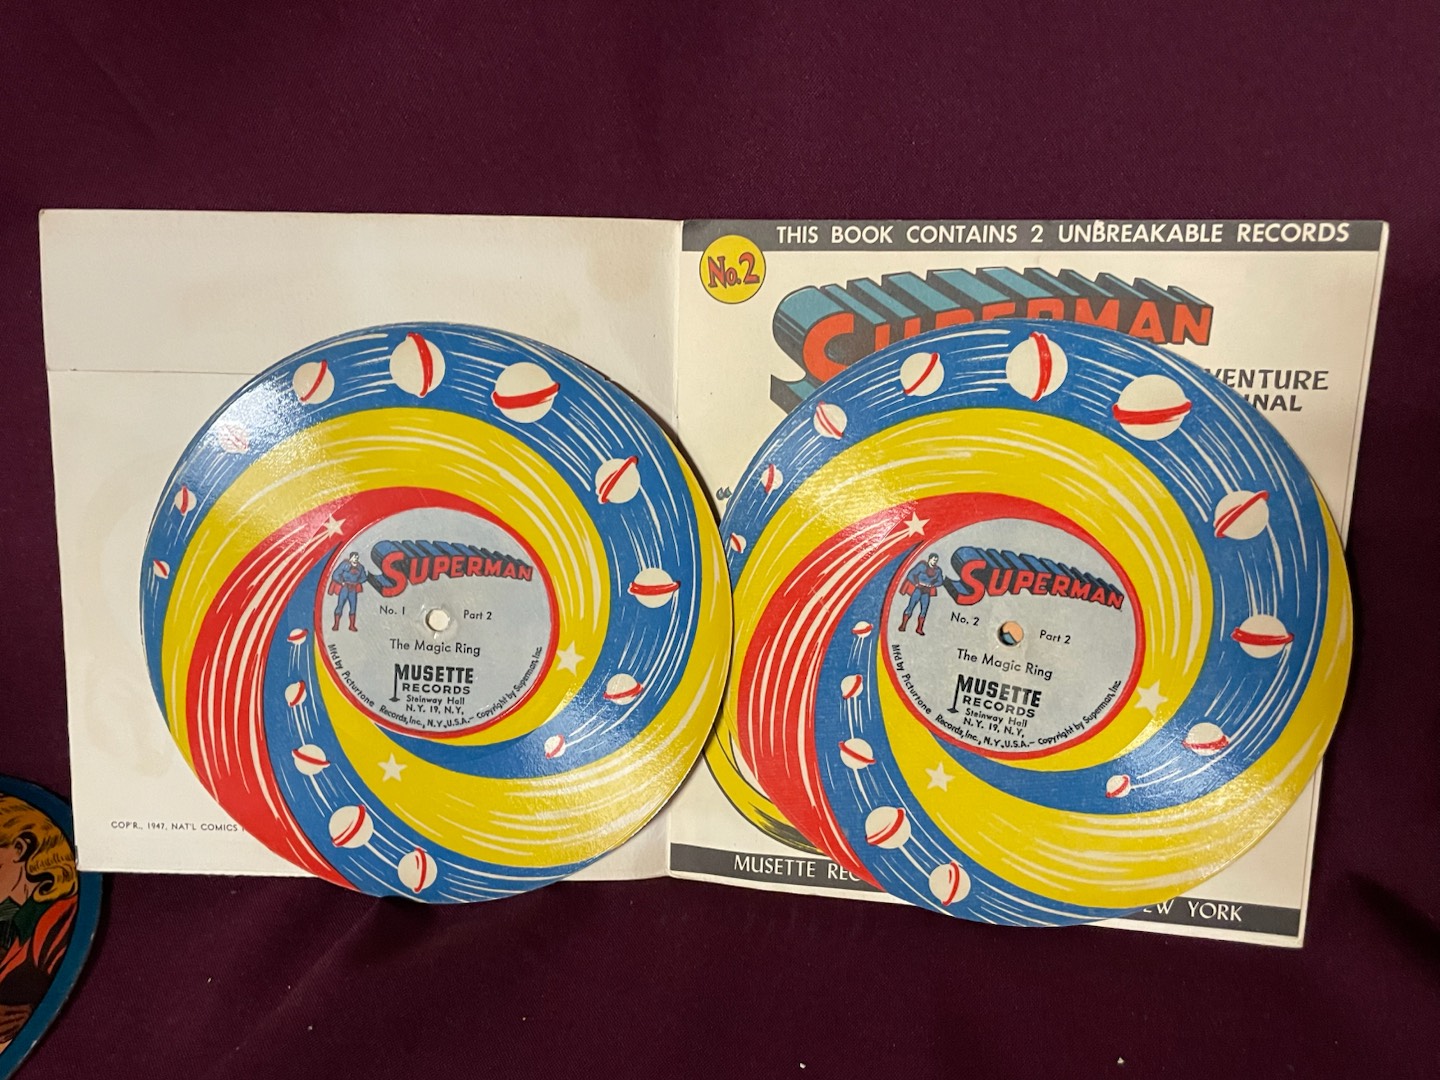 THIS BOOK CONTAINS 2 UNBREAKABLE RECORDS
No.2
SUPERMAN
VENTURE
INAL
SUPERMAN
No. 1 Part 2
The Magic Ring
MUSETTE
RECORDS
Steinway Hall
N.Y. 19, N.Y.
Mfd by Picturtone Records, Inc., N.Y., U.S.A.— Copyright by Superman, Inc.
SUPERMAN
No. 2 Part 2
The Magic Ring
MUSETTE
RECORDS
Steinway Hall
N.Y. 19, N.Y.
Mfd by Picturtone Records, Inc., N.Y., U.S.A.— Copyright by Superman, Inc.
COP'R., 1947, NAT'L COMICS
MUSETTE REC
EW YORK